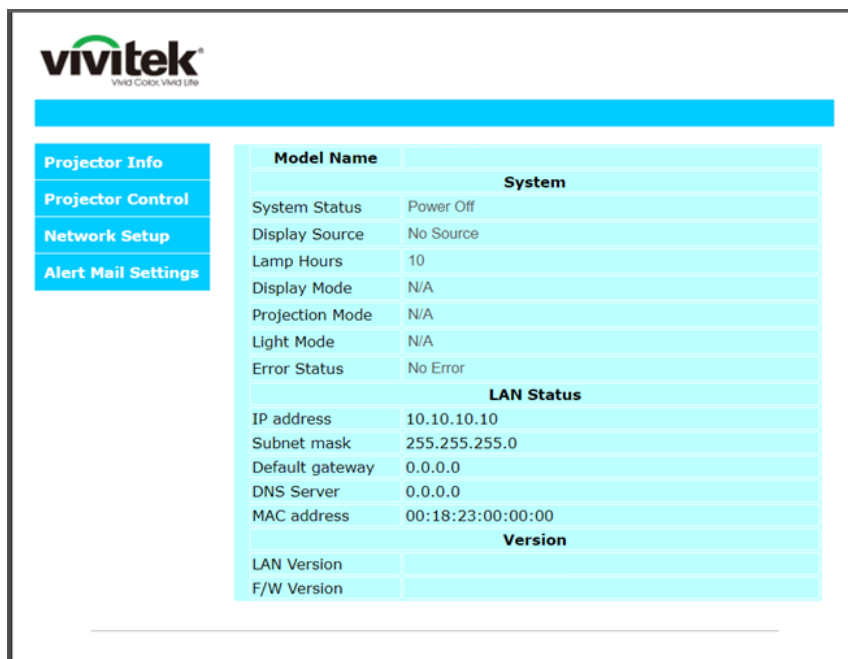 vivitek®
Vivid Color, Vivid Life
Projector Info
Projector Control
Network Setup
Alert Mail Settings
Model Name
System
System Status Power Off
Display Source No Source
Lamp Hours 10
Display Mode N/A
Projection Mode N/A
Light Mode N/A
Error Status No Error
LAN Status
IP address 10.10.10.10
Subnet mask 255.255.255.0
Default gateway 0.0.0.0
DNS Server 0.0.0.0
MAC address 00:18:23:00:00:00
Version
LAN Version
F/W Version